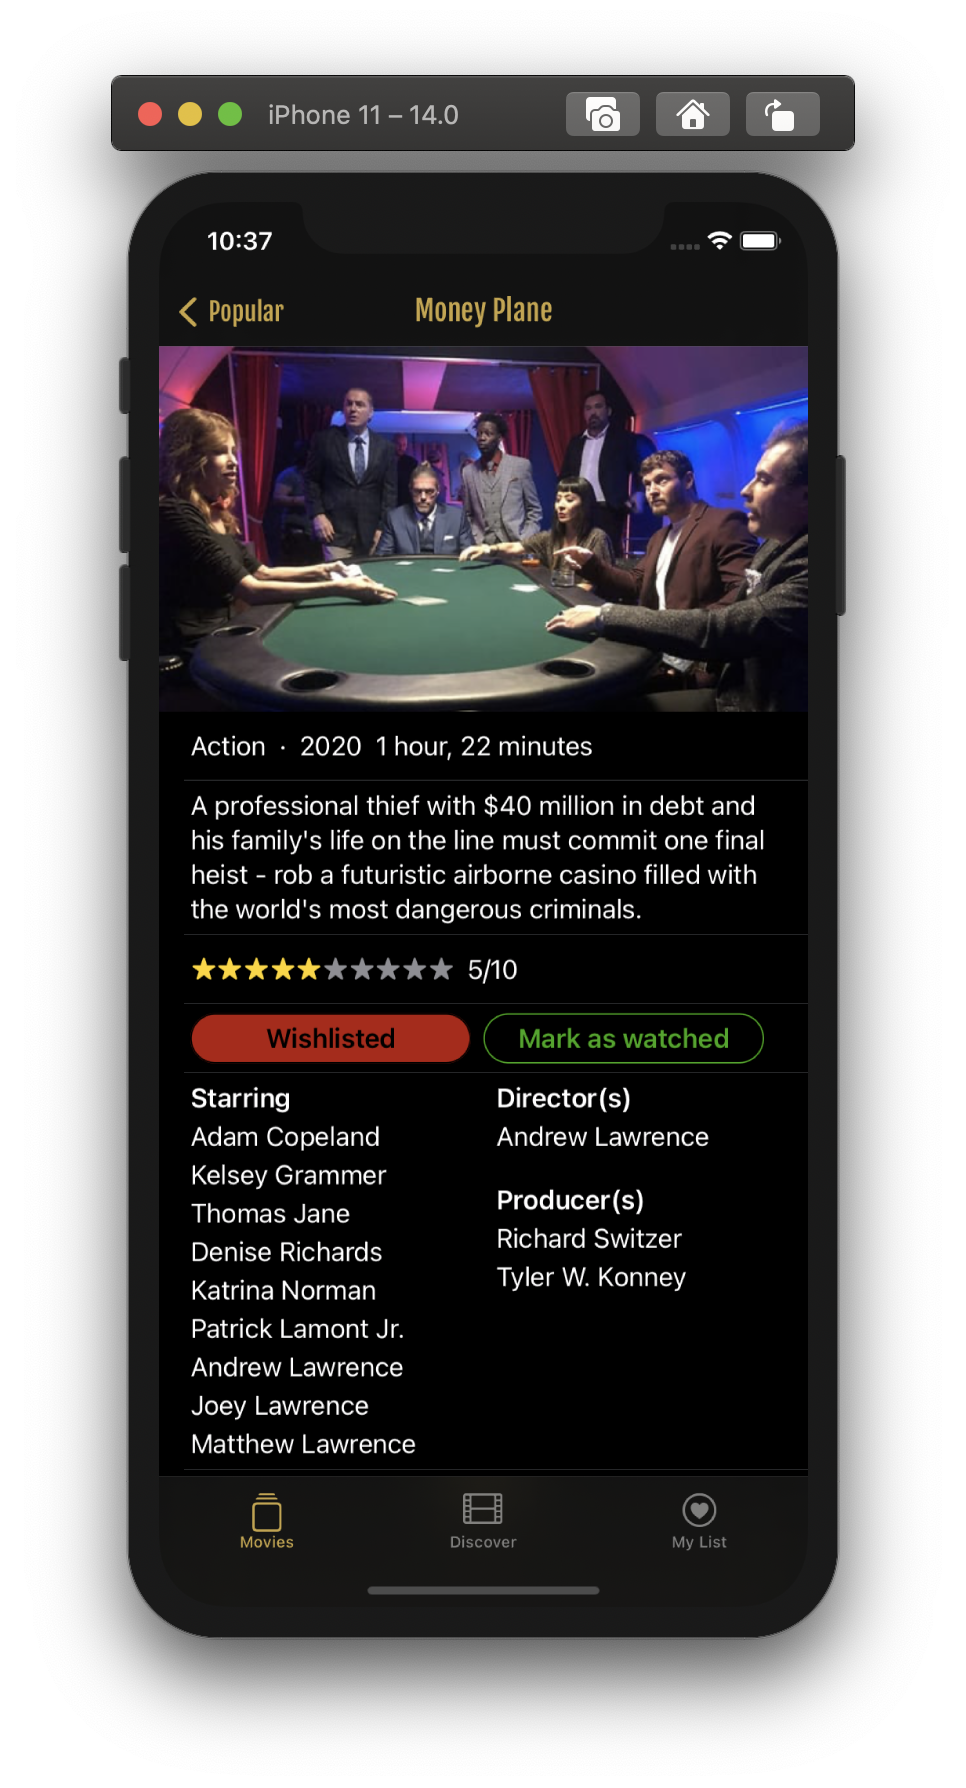 iPhone 11 – 14.0
10:37
Popular
Money Plane
Action · 2020 1 hour, 22 minutes
A professional thief with $40 million in debt and
his family's life on the line must commit one final
heist - rob a futuristic airborne casino filled with
the world's most dangerous criminals.
5/10
Wishlisted
Mark as watched
Starring
Adam Copeland
Kelsey Grammer
Thomas Jane
Denise Richards
Katrina Norman
Patrick Lamont Jr.
Andrew Lawrence
Joey Lawrence
Matthew Lawrence
Director(s)
Andrew Lawrence
Producer(s)
Richard Switzer
Tyler W. Konney
Movies
Discover
My List